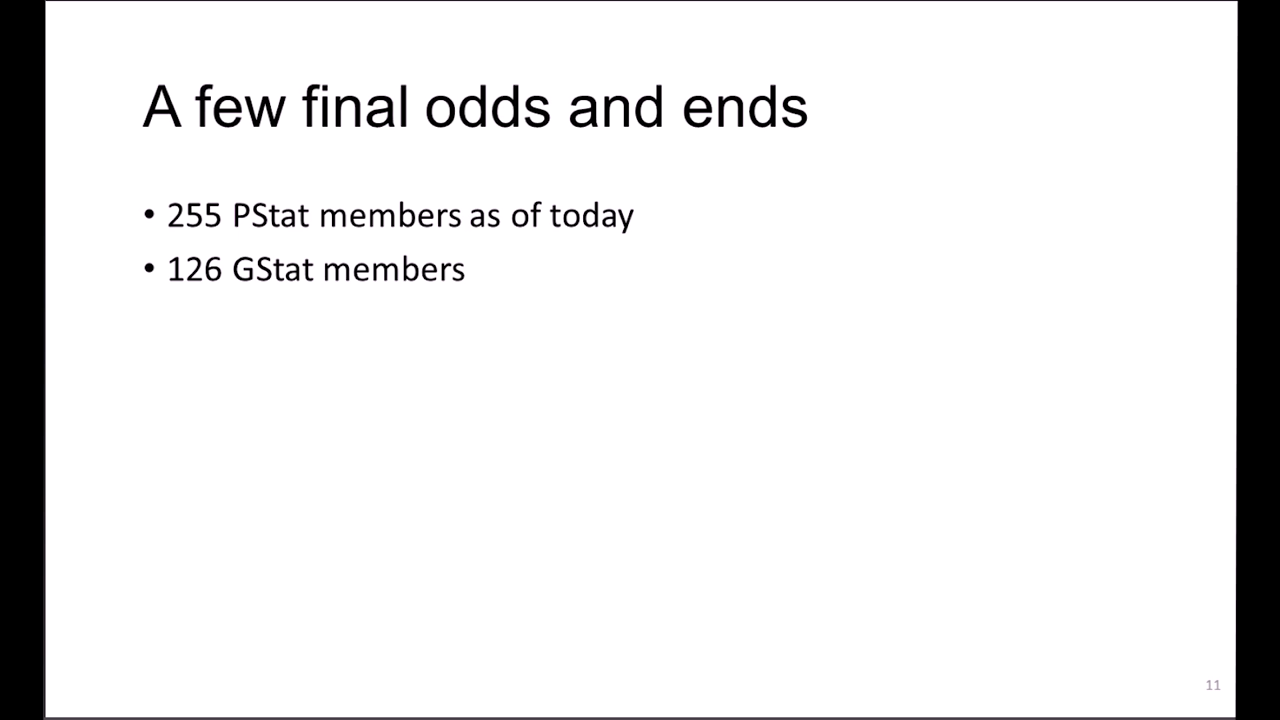 A few final odds and ends
• 255 PStat members as of today
• 126 GStat members
11